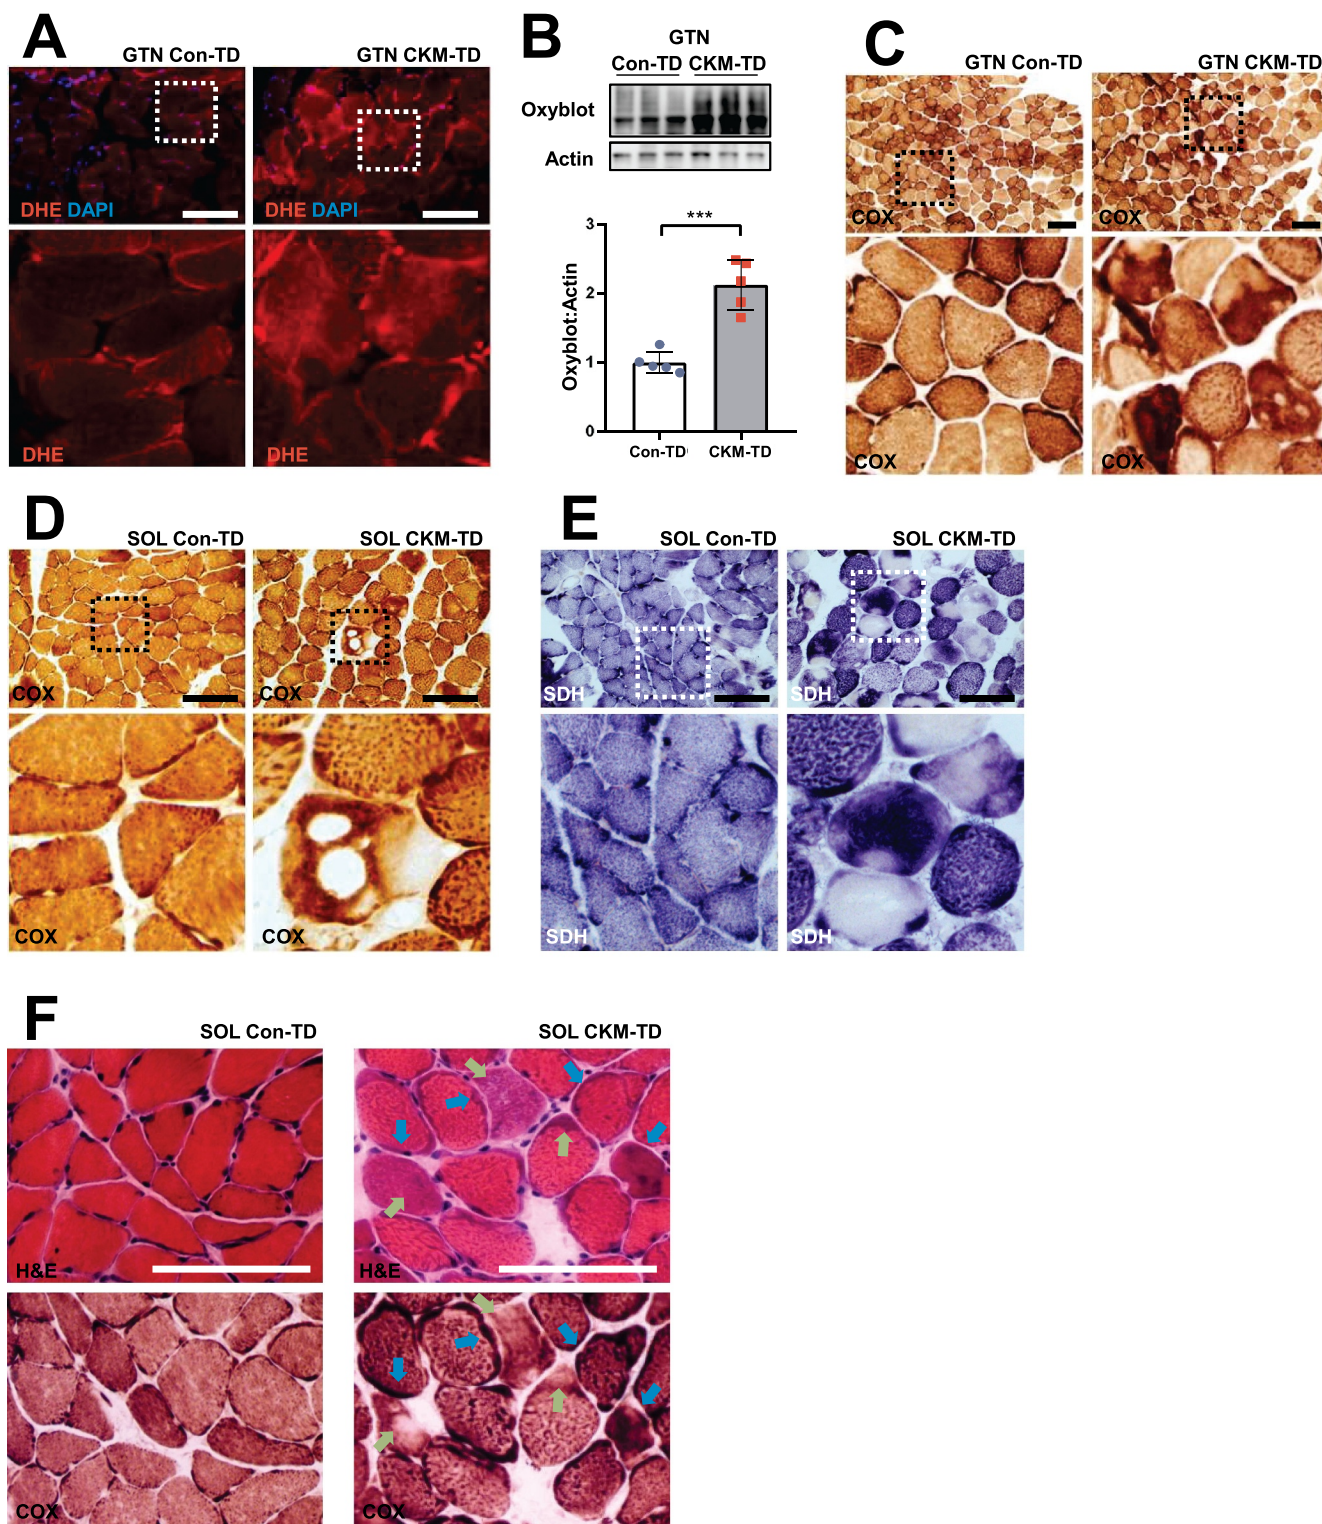 A
GTN Con-TD
GTN CKM-TD
DHE DAPI
DHE DAPI
DHE
DHE
B
GTN
Con-TD CKM-TD
Oxyblot
Actin
***
Oxyblot:Actin
3
2
1
0
Con-TD
CKM-TD
C
GTN Con-TD
GTN CKM-TD
COX
COX
COX
COX
D
SOL Con-TD
SOL CKM-TD
COX
COX
COX
COX
E
SOL Con-TD
SOL CKM-TD
SDH
SDH
SDH
SDH
F
SOL Con-TD
SOL CKM-TD
H&E
H&E
COX
COX